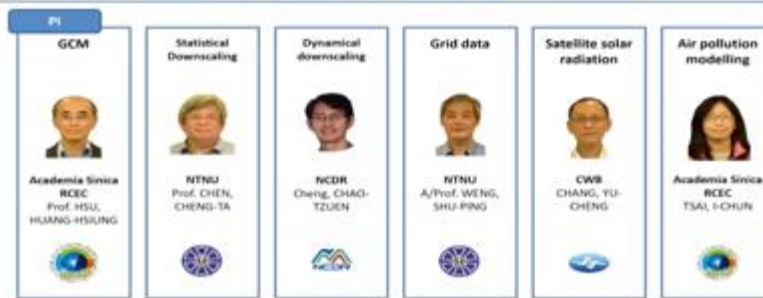 PI
GCM
Academia Sinica
RCEC
Prof. HSU,
HUANG-HSIUNG
Statistical
Downscaling
NTNU
Prof. CHEN,
CHENG-TA
Dynamical
downscaling
NCDR
Cheng, CHAO-
TZUEN
NCDR
Grid data
NTNU
A/Prof. WENG,
SHU-PING
Satellite solar
radiation
CWB
CHANG, YU-
CHENG
Air pollution
modelling
Academia Sinica
RCEC
TSAI, I-CHUN